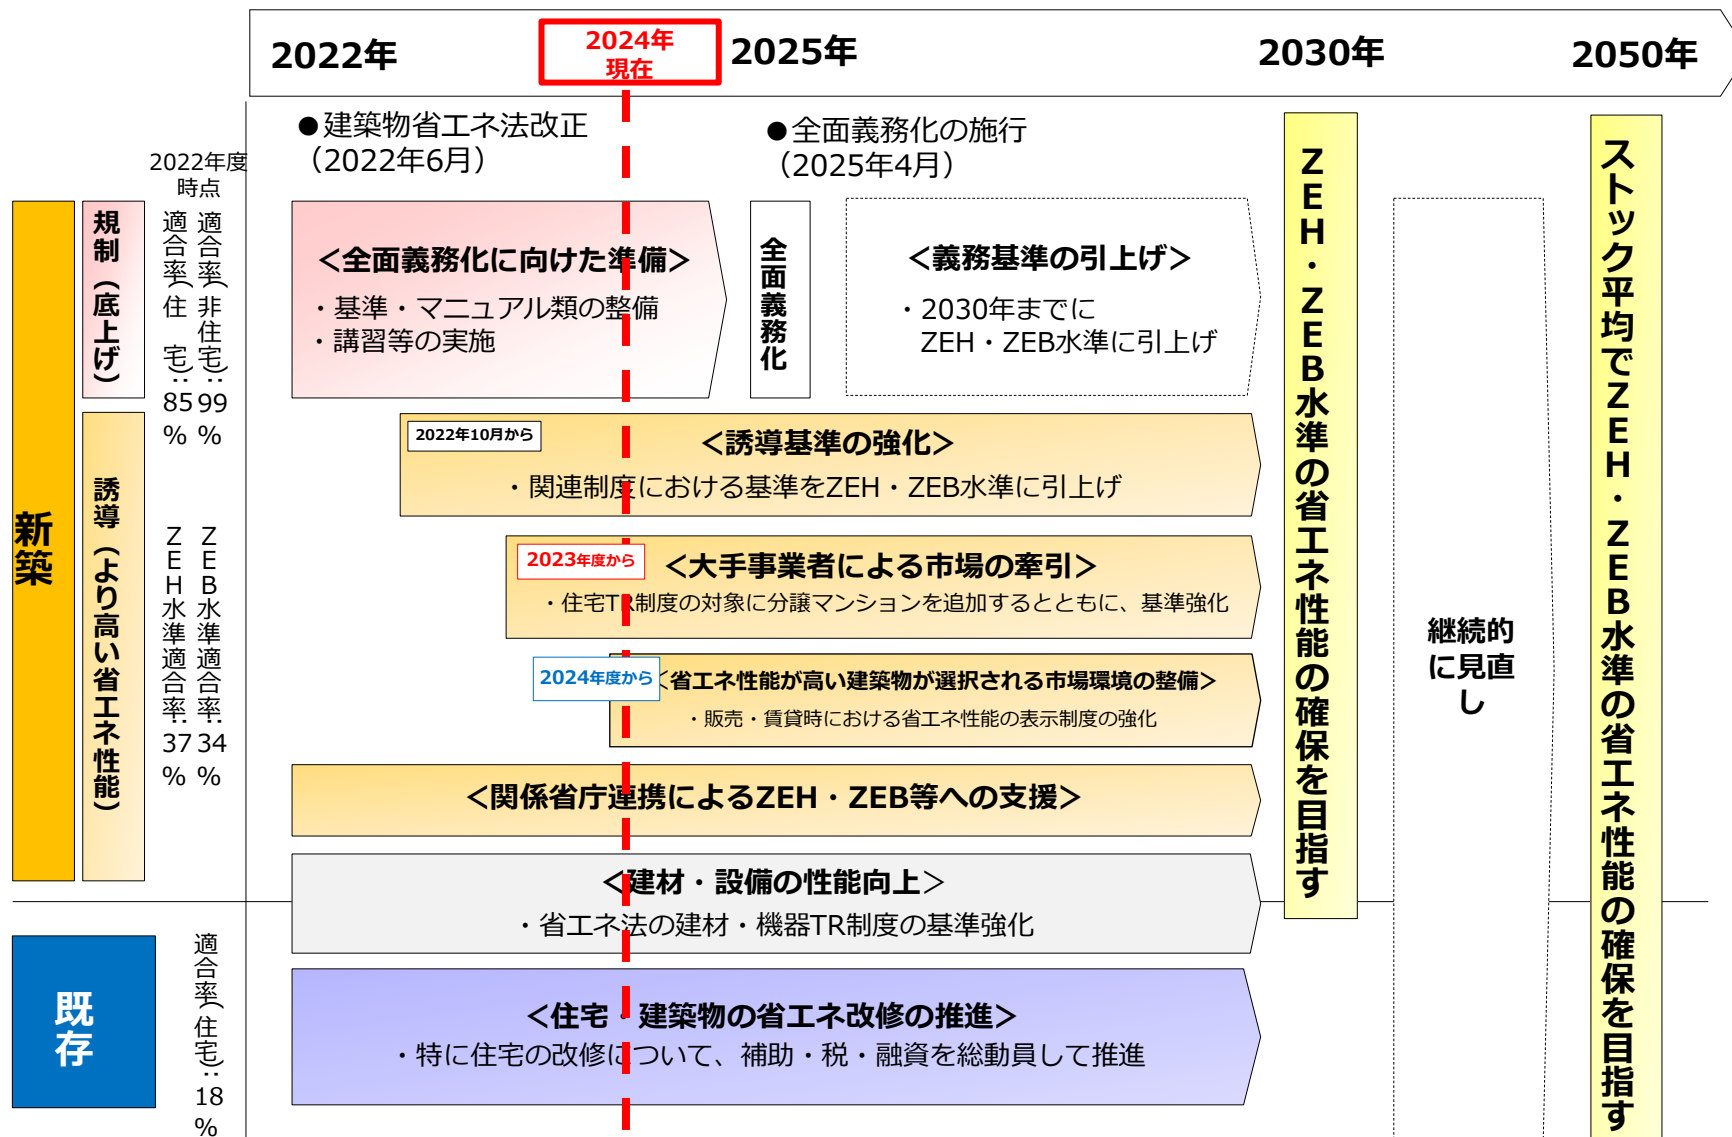 2022年
2024年
現在
2025年
2030年
2050年
●建築物省エネ法改正
（2022年6月）
●全面義務化の施行
（2025年4月）
2022年度
時点
新築
規制（底上げ）
適合率(住　宅)：85%
適合率(非住宅)：99%
＜全面義務化に向けた準備＞
・基準・マニュアル類の整備
・講習等の実施
全面義務化
＜義務基準の引上げ＞
・2030年までに
ZEH・ZEB水準に引上げ
誘導（より高い省エネ性能）
ZEH水準適合率：37%
ZEB水準適合率：34%
2022年10月から
＜誘導基準の強化＞
・関連制度における基準をZEH・ZEB水準に引上げ
2023年度から
＜大手事業者による市場の牽引＞
・住宅TR制度の対象に分譲マンションを追加するとともに、基準強化
2024年度から
＜省エネ性能が高い建築物が選択される市場環境の整備＞
・販売・賃貸時における省エネ性能の表示制度の強化
＜関係省庁連携によるZEH・ZEB等への支援＞
＜建材・設備の性能向上＞
・省エネ法の建材・機器TR制度の基準強化
既存
適合率(住宅)：18%
＜住宅・建築物の省エネ改修の推進＞
・特に住宅の改修について、補助・税・融資を総動員して推進
ZEH・ZEB水準の省エネ性能の確保を目指す
継続的
に見直
し
ストック平均でZEH・ZEB水準の省エネ性能の確保を目指す